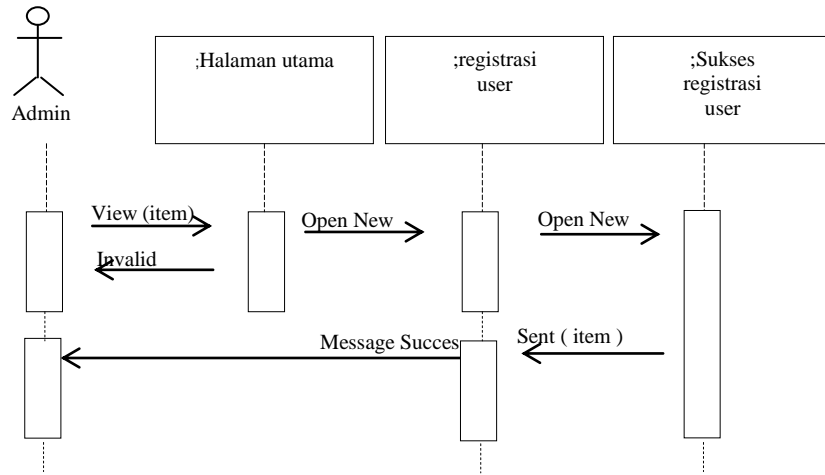 ;Halaman utama
;registrasi
user
;Sukses
registrasi
user
Admin
View (item)
Open New
Open New
Invalid
Message Succes
Sent ( item )